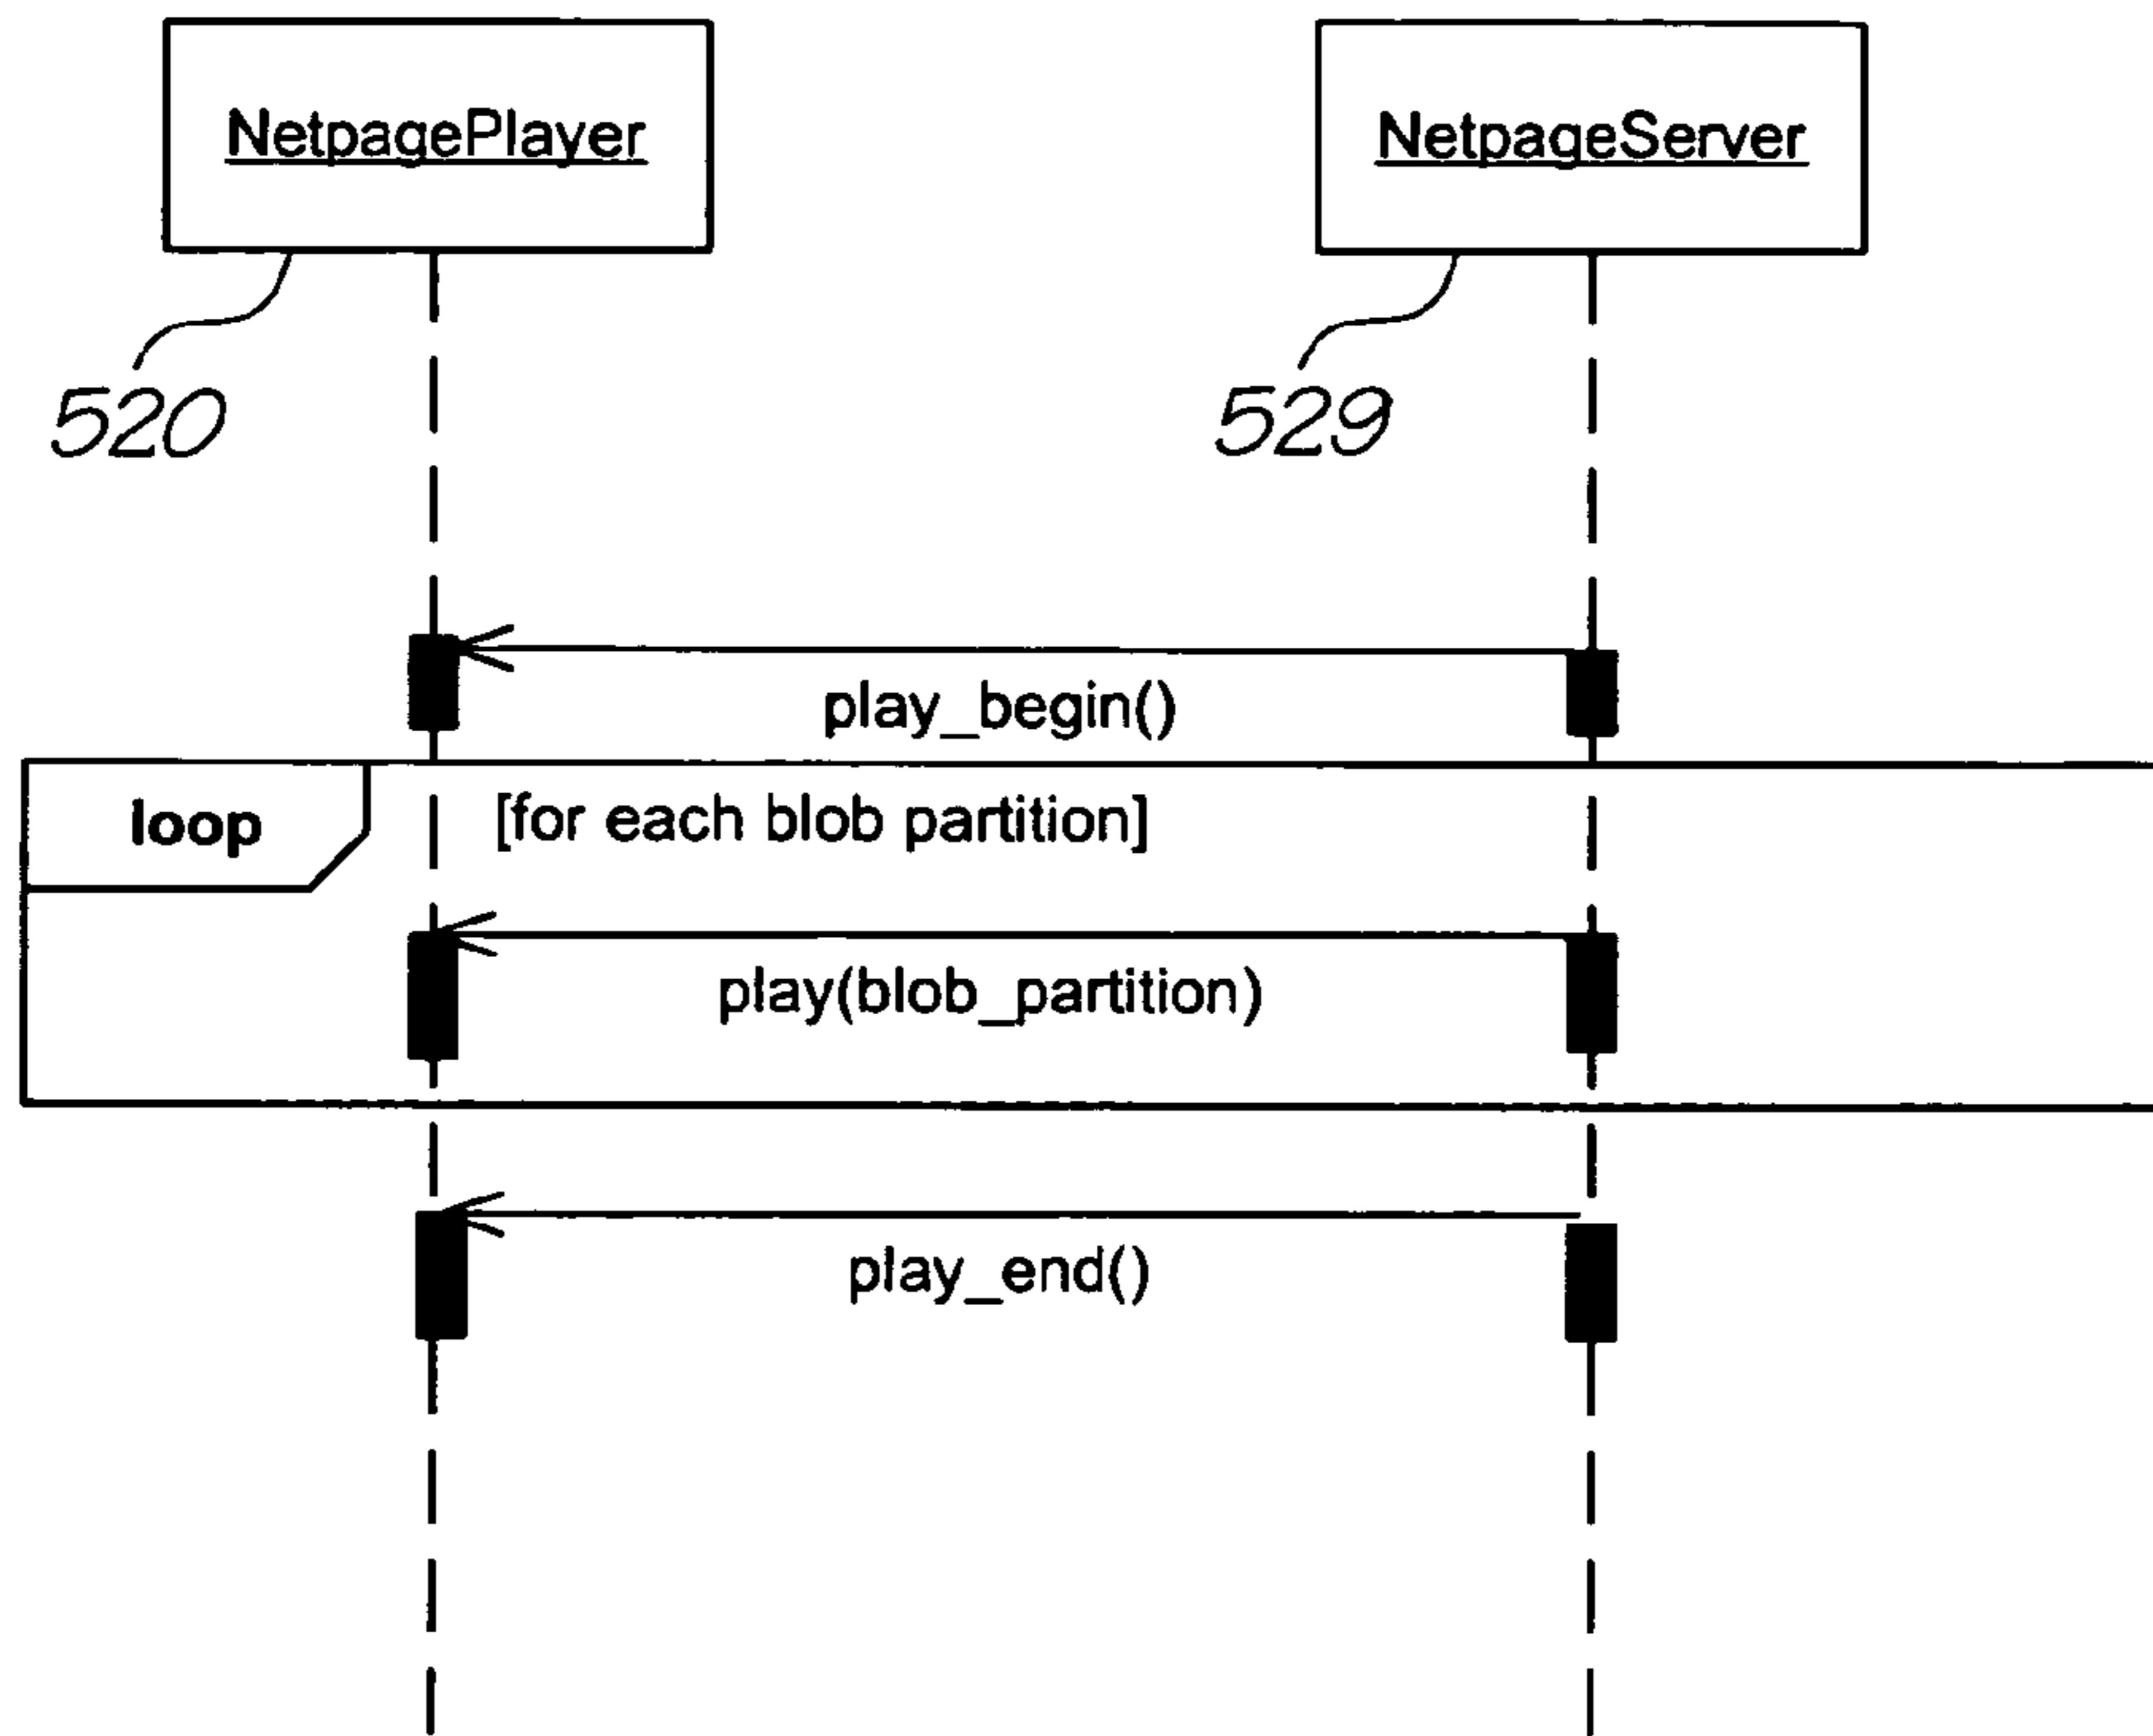 NetpagePlayer
NetpageServer
520
529
play_begin()
loop
[for each blob partition]
play(blob_partition)
play_end()